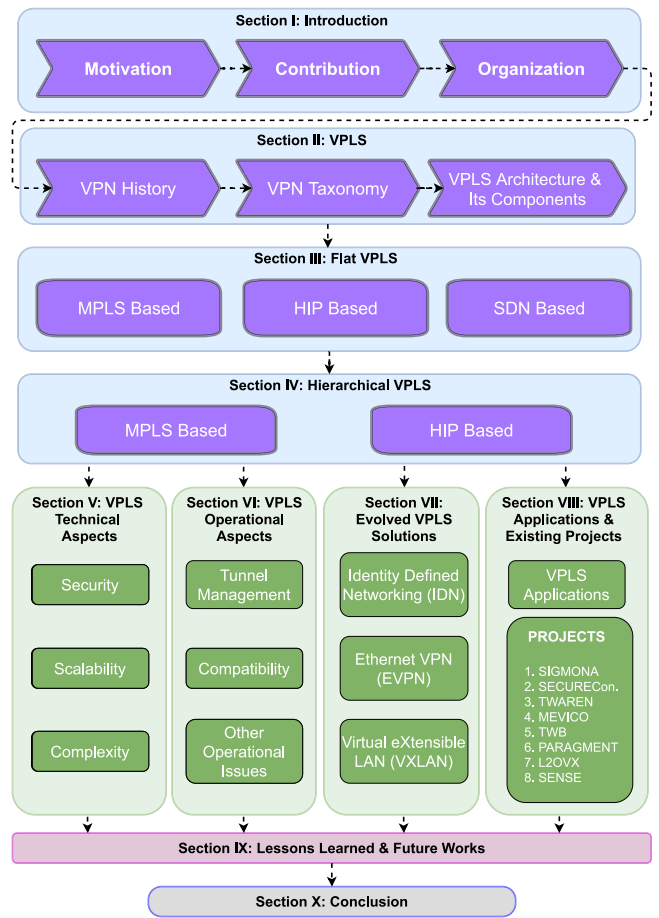 Section I: Introduction
Motivation
Contribution
Organization
Section II: VPLS
VPN History
VPN Taxonomy
VPLS Architecture &
Its Components
Section III: Flat VPLS
MPLS Based
HIP Based
SDN Based
Section IV: Hierarchical VPLS
MPLS Based
HIP Based
Section V: VPLS
Technical
Aspects
Security
Scalability
Complexity
Section VI: VPLS
Operational
Aspects
Tunnel
Management
Compatibility
Other
Operational
Issues
Section VII:
Evolved VPLS
Solutions
Identity Defined
Networking (IDN)
Ethernet VPN
(EVPN)
Virtual eXtensible
LAN (VXLAN)
Section VIII: VPLS
Applications &
Existing Projects
VPLS
Applications
PROJECTS
1. SIGMONA
2. SECURECon.
3. TWAREN
4. MEVICO
5. TWB
6. PARAGMENT
7. L2OVX
8. SENSE
Section IX: Lessons Learned & Future Works
Section X: Conclusion